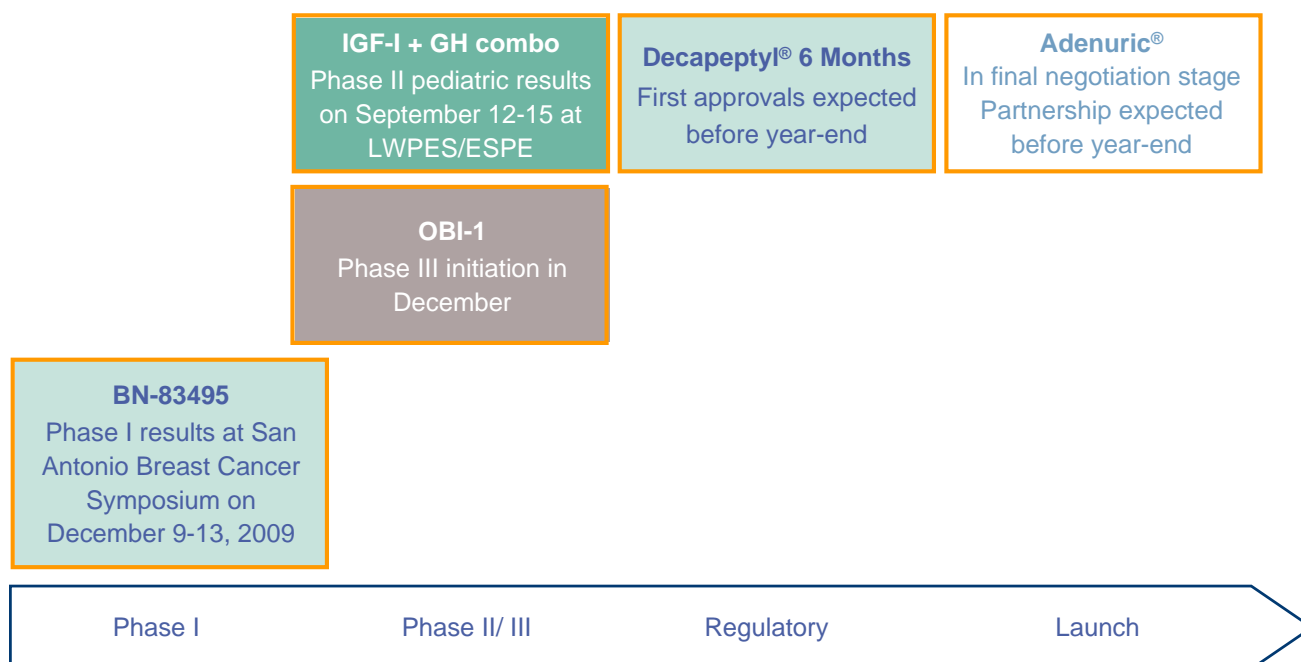 IGF-I + GH combo
Phase II pediatric results
on September 12-15 at
LWPES/ESPE
Decapeptyl® 6 Months
First approvals expected
before year-end
Adenuric®
In final negotiation stage
Partnership expected
before year-end
OBI-1
Phase III initiation in
December
BN-83495
Phase I results at San
Antonio Breast Cancer
Symposium on
December 9-13, 2009
Phase I
Phase II/ III
Regulatory
Launch